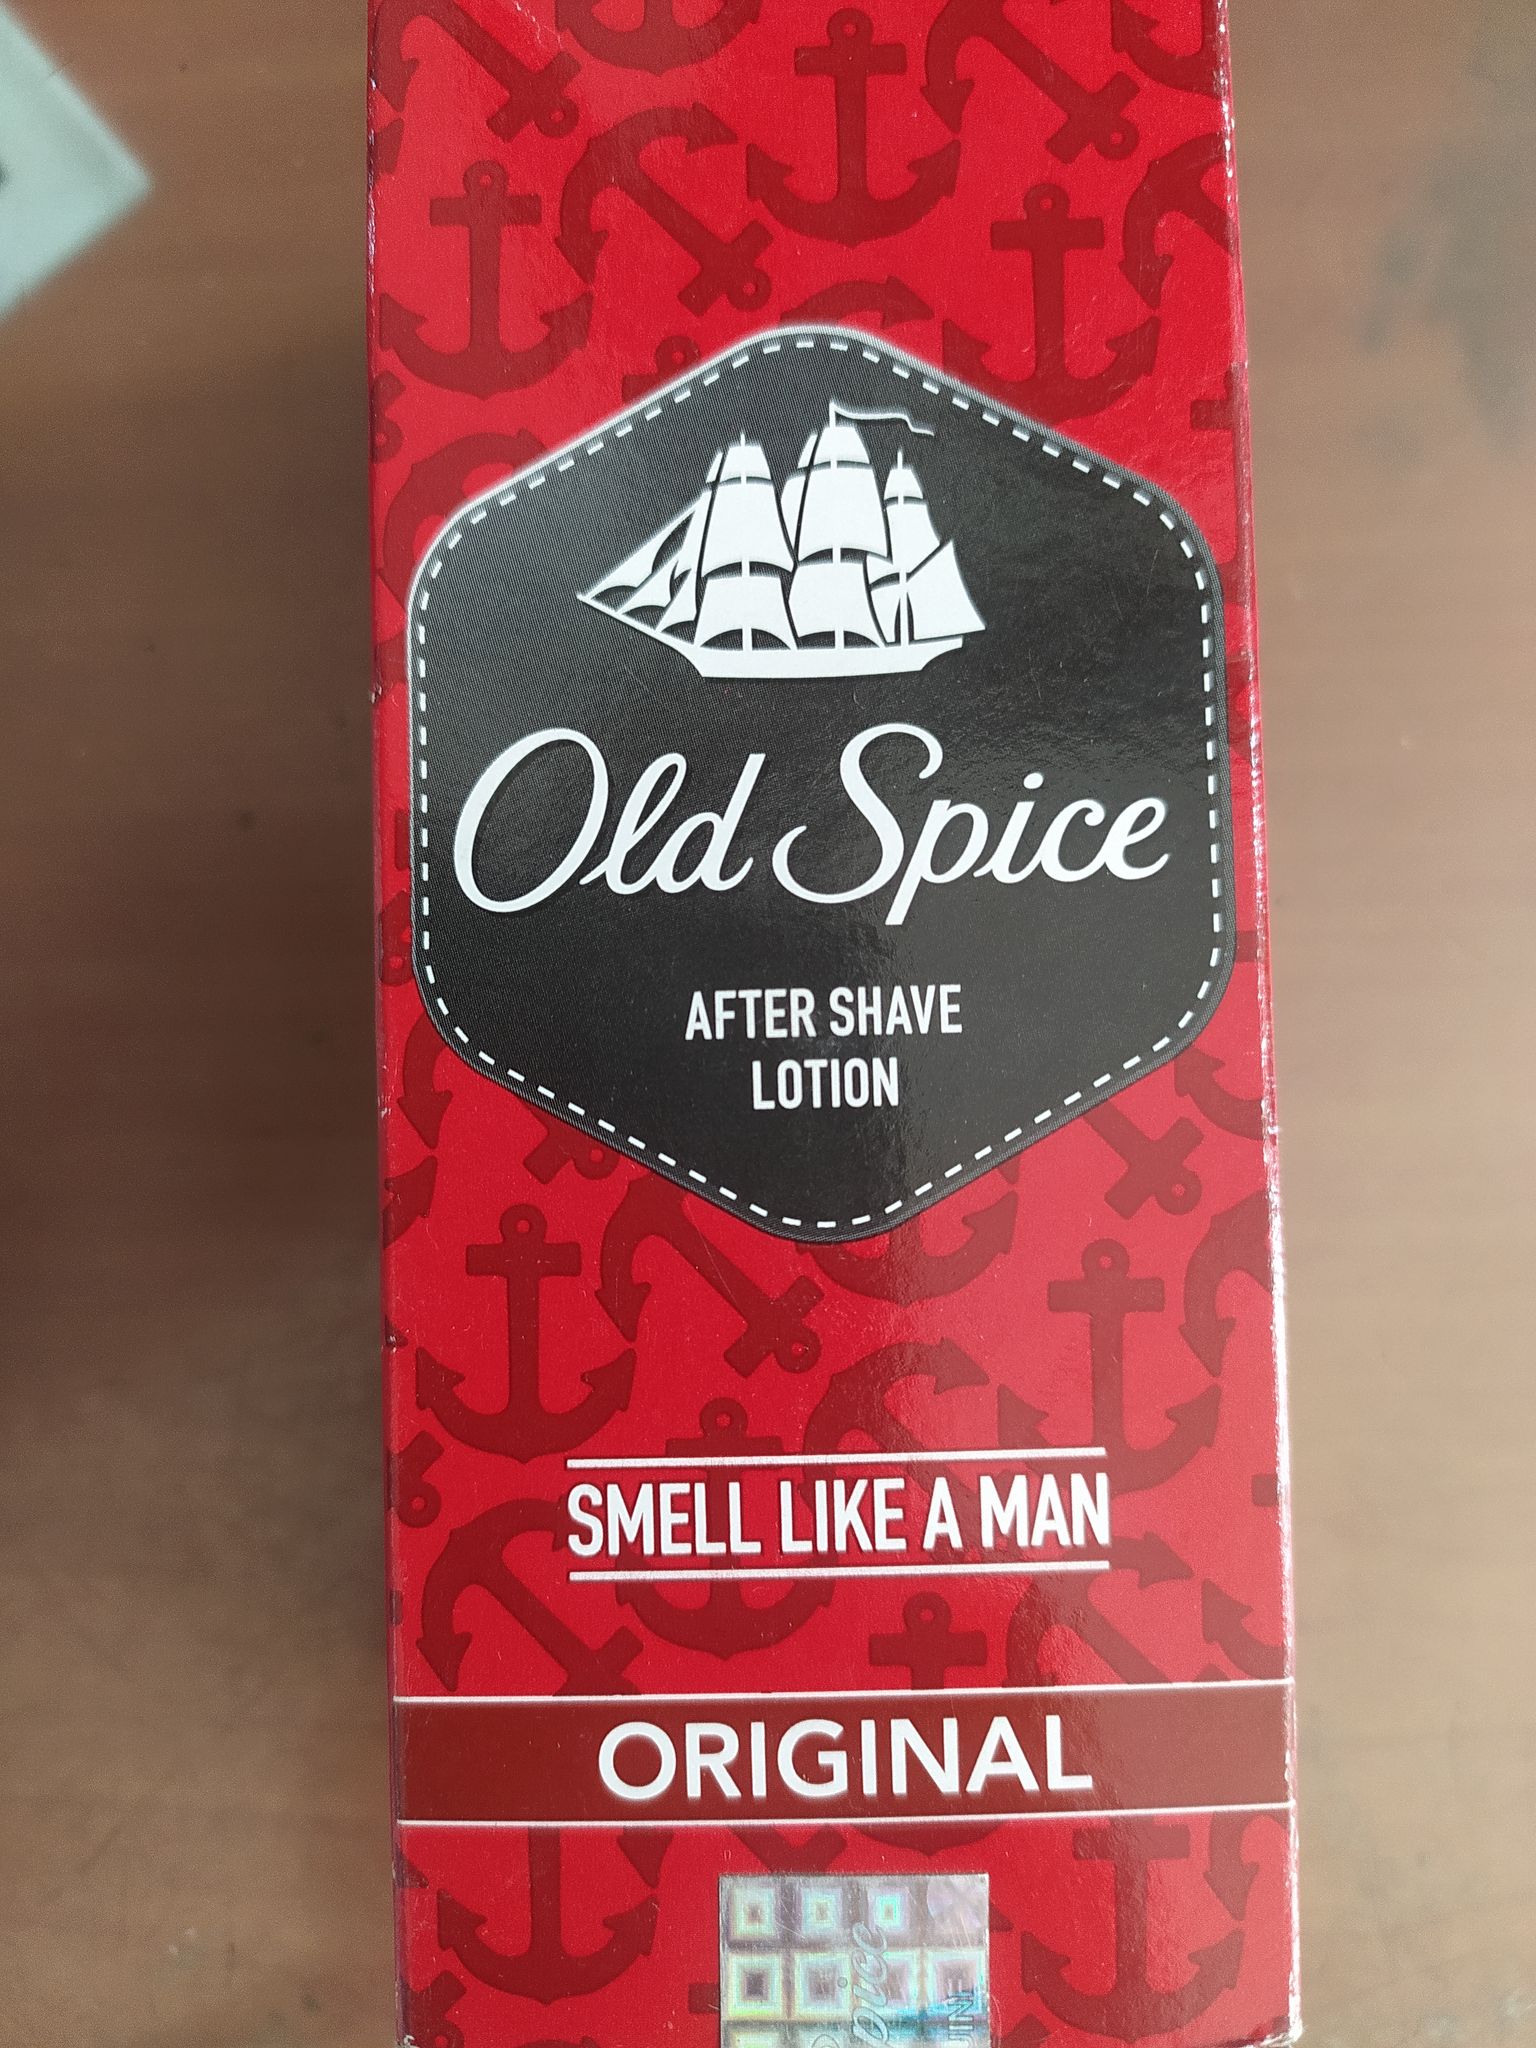 Old Spice
AFTER SHAVE
LOTION
SMELL LIKE A MAN
ORIGINAL